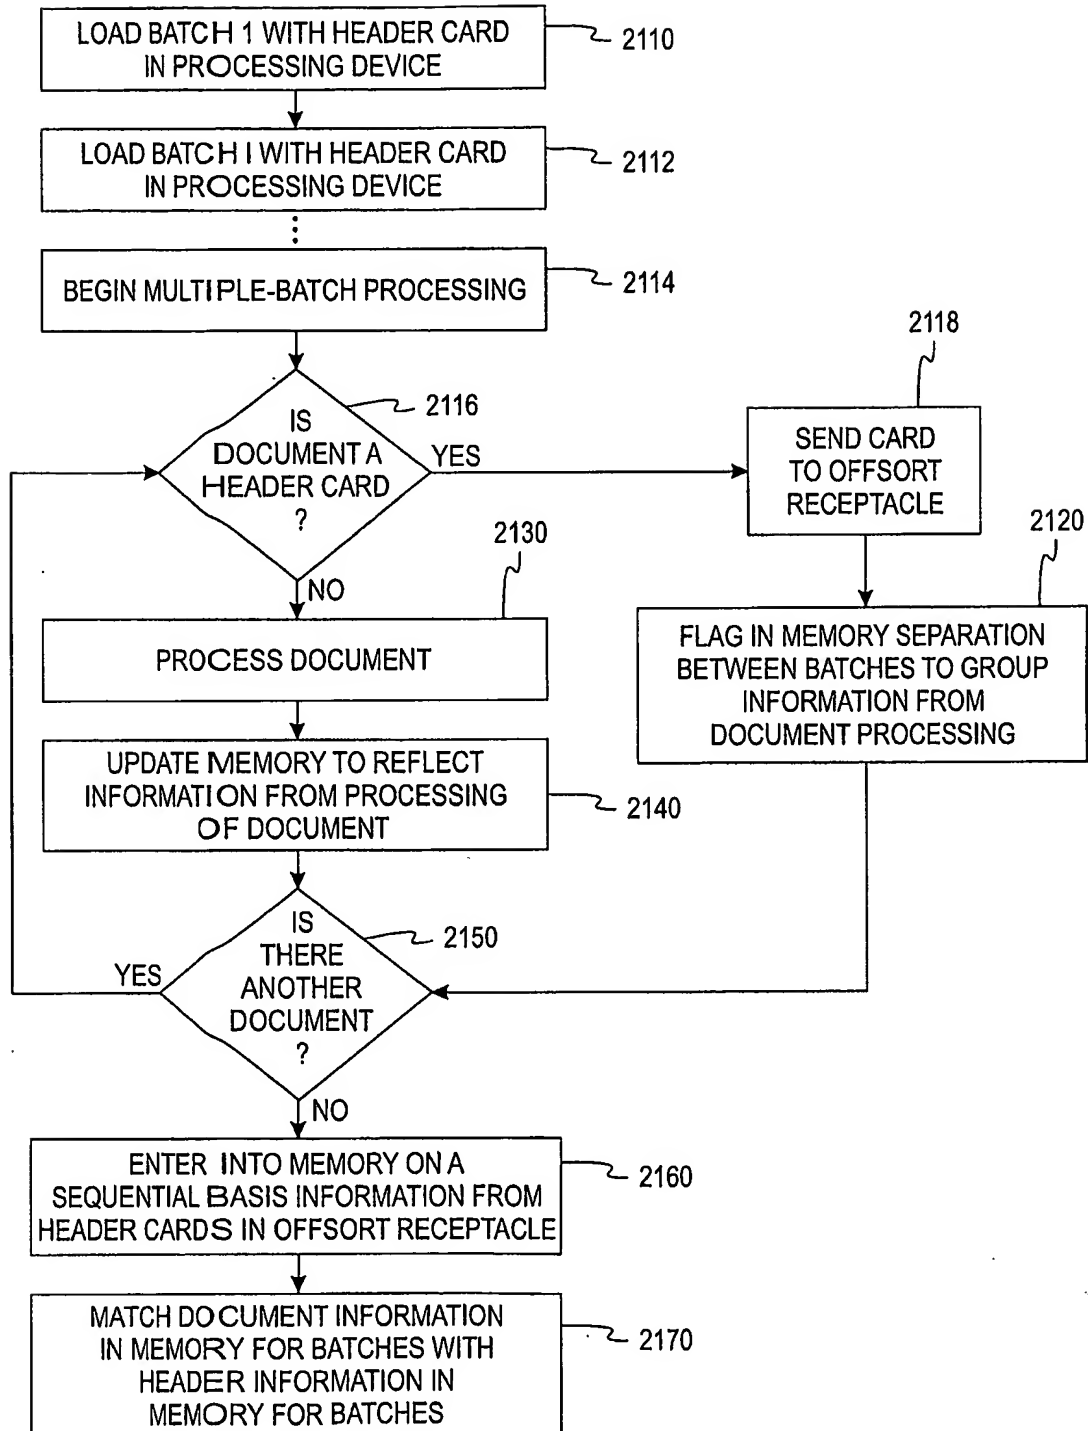 LOAD BATCH 1 WITH HEADER CARD
IN PROCESSING DEVICE
2110
LOAD BATCH I WITH HEADER CARD
IN PROCESSING DEVICE
2112
BEGIN MULTIPLE-BATCH PROCESSING
2114
IS
DOCUMENT A
HEADER CARD
?
2116
YES
2118
SEND CARD
TO OFFSORT
RECEPTACLE
NO
2130
PROCESS DOCUMENT
2120
FLAG IN MEMORY SEPARATION
BETWEEN BATCHES TO GROUP
INFORMATION FROM
DOCUMENT PROCESSING
UPDATE MEMORY TO REFLECT
INFORMATION FROM PROCESSING
OF DOCUMENT
2140
IS
THERE
ANOTHER
DOCUMENT
?
2150
YES
NO
ENTER INTO MEMORY ON A
SEQUENTIAL BASIS INFORMATION FROM
HEADER CARDS IN OFFSORT RECEPTACLE
2160
MATCH DOCUMENT INFORMATION
IN MEMORY FOR BATCHES WITH
HEADER INFORMATION IN
MEMORY FOR BATCHES
2170